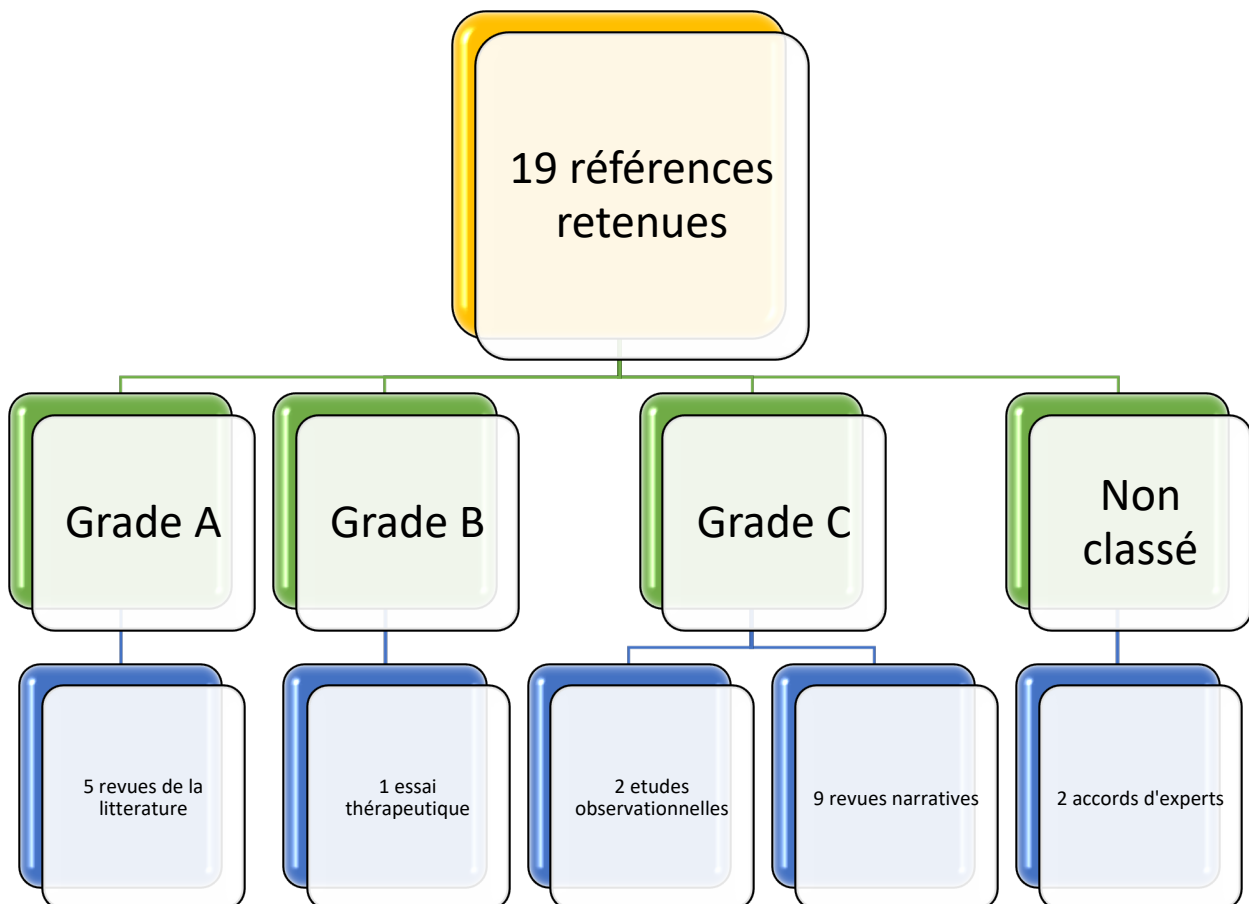 19 références
retenues
Grade A
Grade B
Grade C
Non
classé
5 revues de la
litterature
1 essai
thérapeutique
2 etudes
observationnelles
9 revues narratives
2 accords d'experts